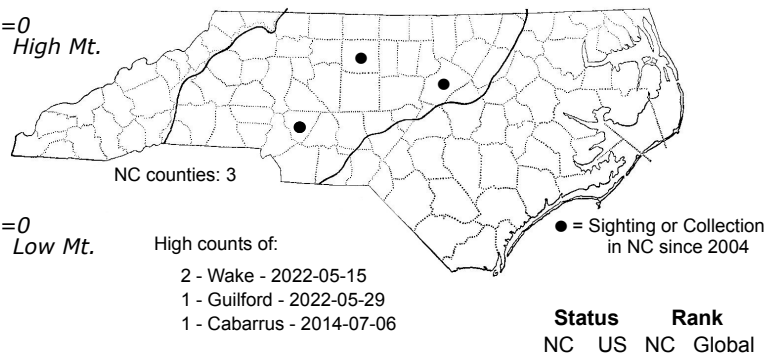 =0
High Mt.
NC counties: 3
=0
Low Mt.
High counts of:
2 - Wake - 2022-05-15
1 - Guilford - 2022-05-29
1 - Cabarrus - 2014-07-06
● = Sighting or Collection
in NC since 2004
Status Rank
NC US NC Global